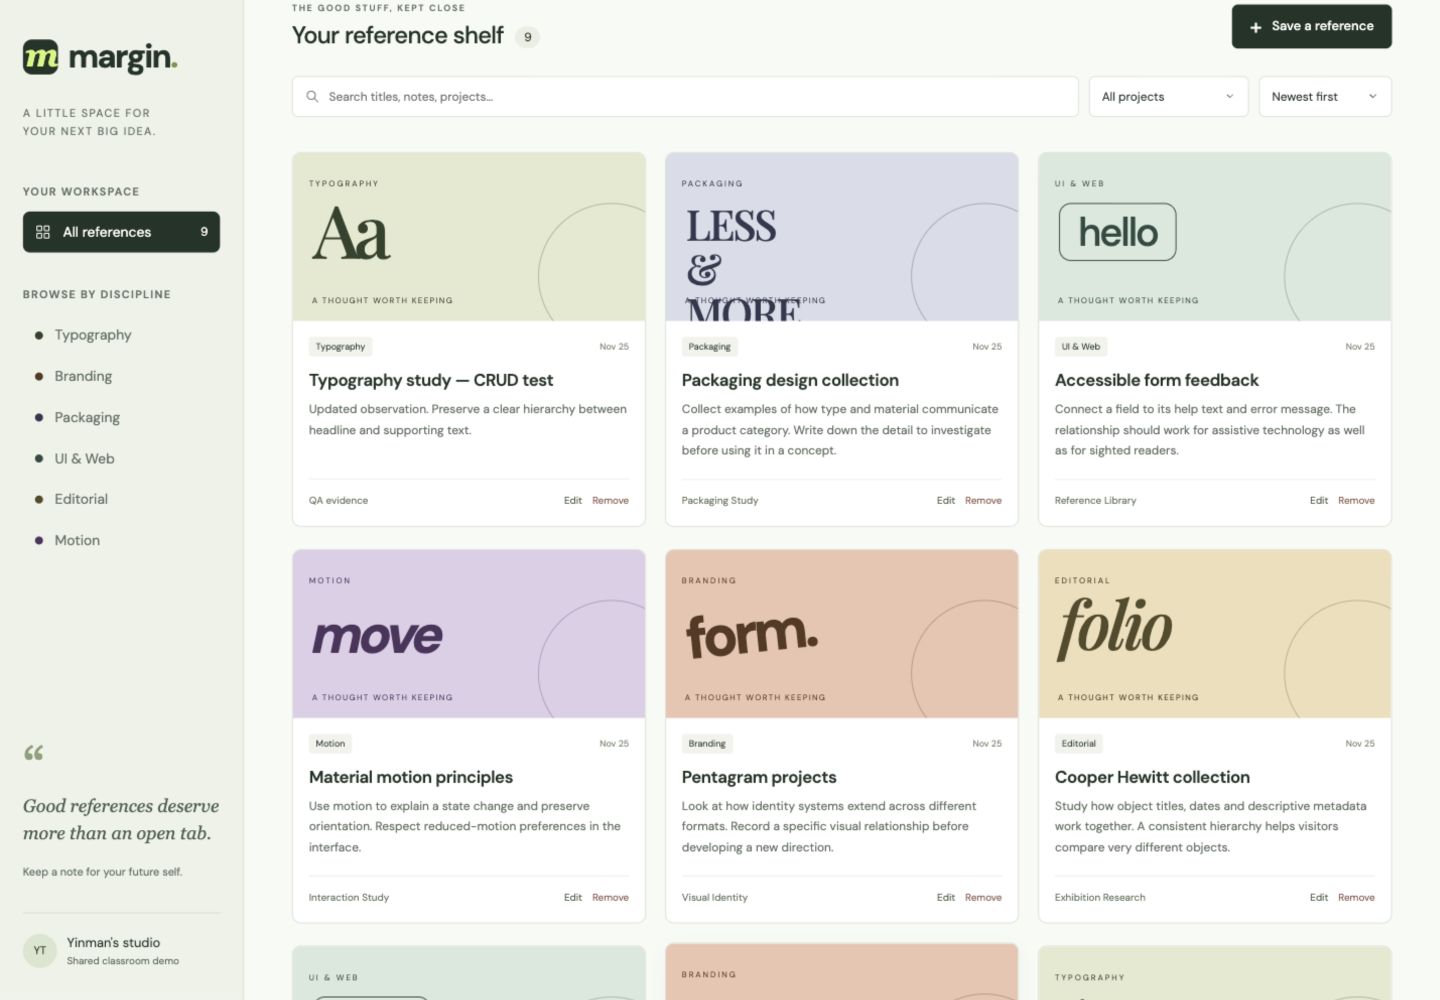 m margin.
A LITTLE SPACE FOR
YOUR NEXT BIG IDEA.
YOUR WORKSPACE
All references 9
BROWSE BY DISCIPLINE
Typography
Branding
Packaging
UI & Web
Editorial
Motion
“
Good references deserve
more than an open tab.
Keep a note for your future self.
YT
Yinman's studio
Shared classroom demo
THE GOOD STUFF, KEPT CLOSE
Your reference shelf 9
+ Save a reference
Search titles, notes, projects...
All projects
Newest first
TYPOGRAPHY
Aa
A THOUGHT WORTH KEEPING
Typography Nov 25
Typography study — CRUD test
Updated observation. Preserve a clear hierarchy between
headline and supporting text.
QA evidence Edit Remove
PACKAGING
LESS
&
MORE
A THOUGHT WORTH KEEPING
Packaging Nov 25
Packaging design collection
Collect examples of how type and material communicate
a product category. Write down the detail to investigate
before using it in a concept.
Packaging Study Edit Remove
UI & WEB
hello
A THOUGHT WORTH KEEPING
UI & Web Nov 25
Accessible form feedback
Connect a field to its help text and error message. The
relationship should work for assistive technology as well
as for sighted readers.
Reference Library Edit Remove
MOTION
move
A THOUGHT WORTH KEEPING
Motion Nov 25
Material motion principles
Use motion to explain a state change and preserve
orientation. Respect reduced-motion preferences in the
interface.
Interaction Study Edit Remove
BRANDING
form.
A THOUGHT WORTH KEEPING
Branding Nov 25
Pentagram projects
Look at how identity systems extend across different
formats. Record a specific visual relationship before
developing a new direction.
Visual Identity Edit Remove
EDITORIAL
folio
A THOUGHT WORTH KEEPING
Editorial Nov 25
Cooper Hewitt collection
Study how object titles, dates and descriptive metadata
work together. A consistent hierarchy helps visitors
compare very different objects.
Exhibition Research Edit Remove
UI & WEB
BRANDING
TYPOGRAPHY